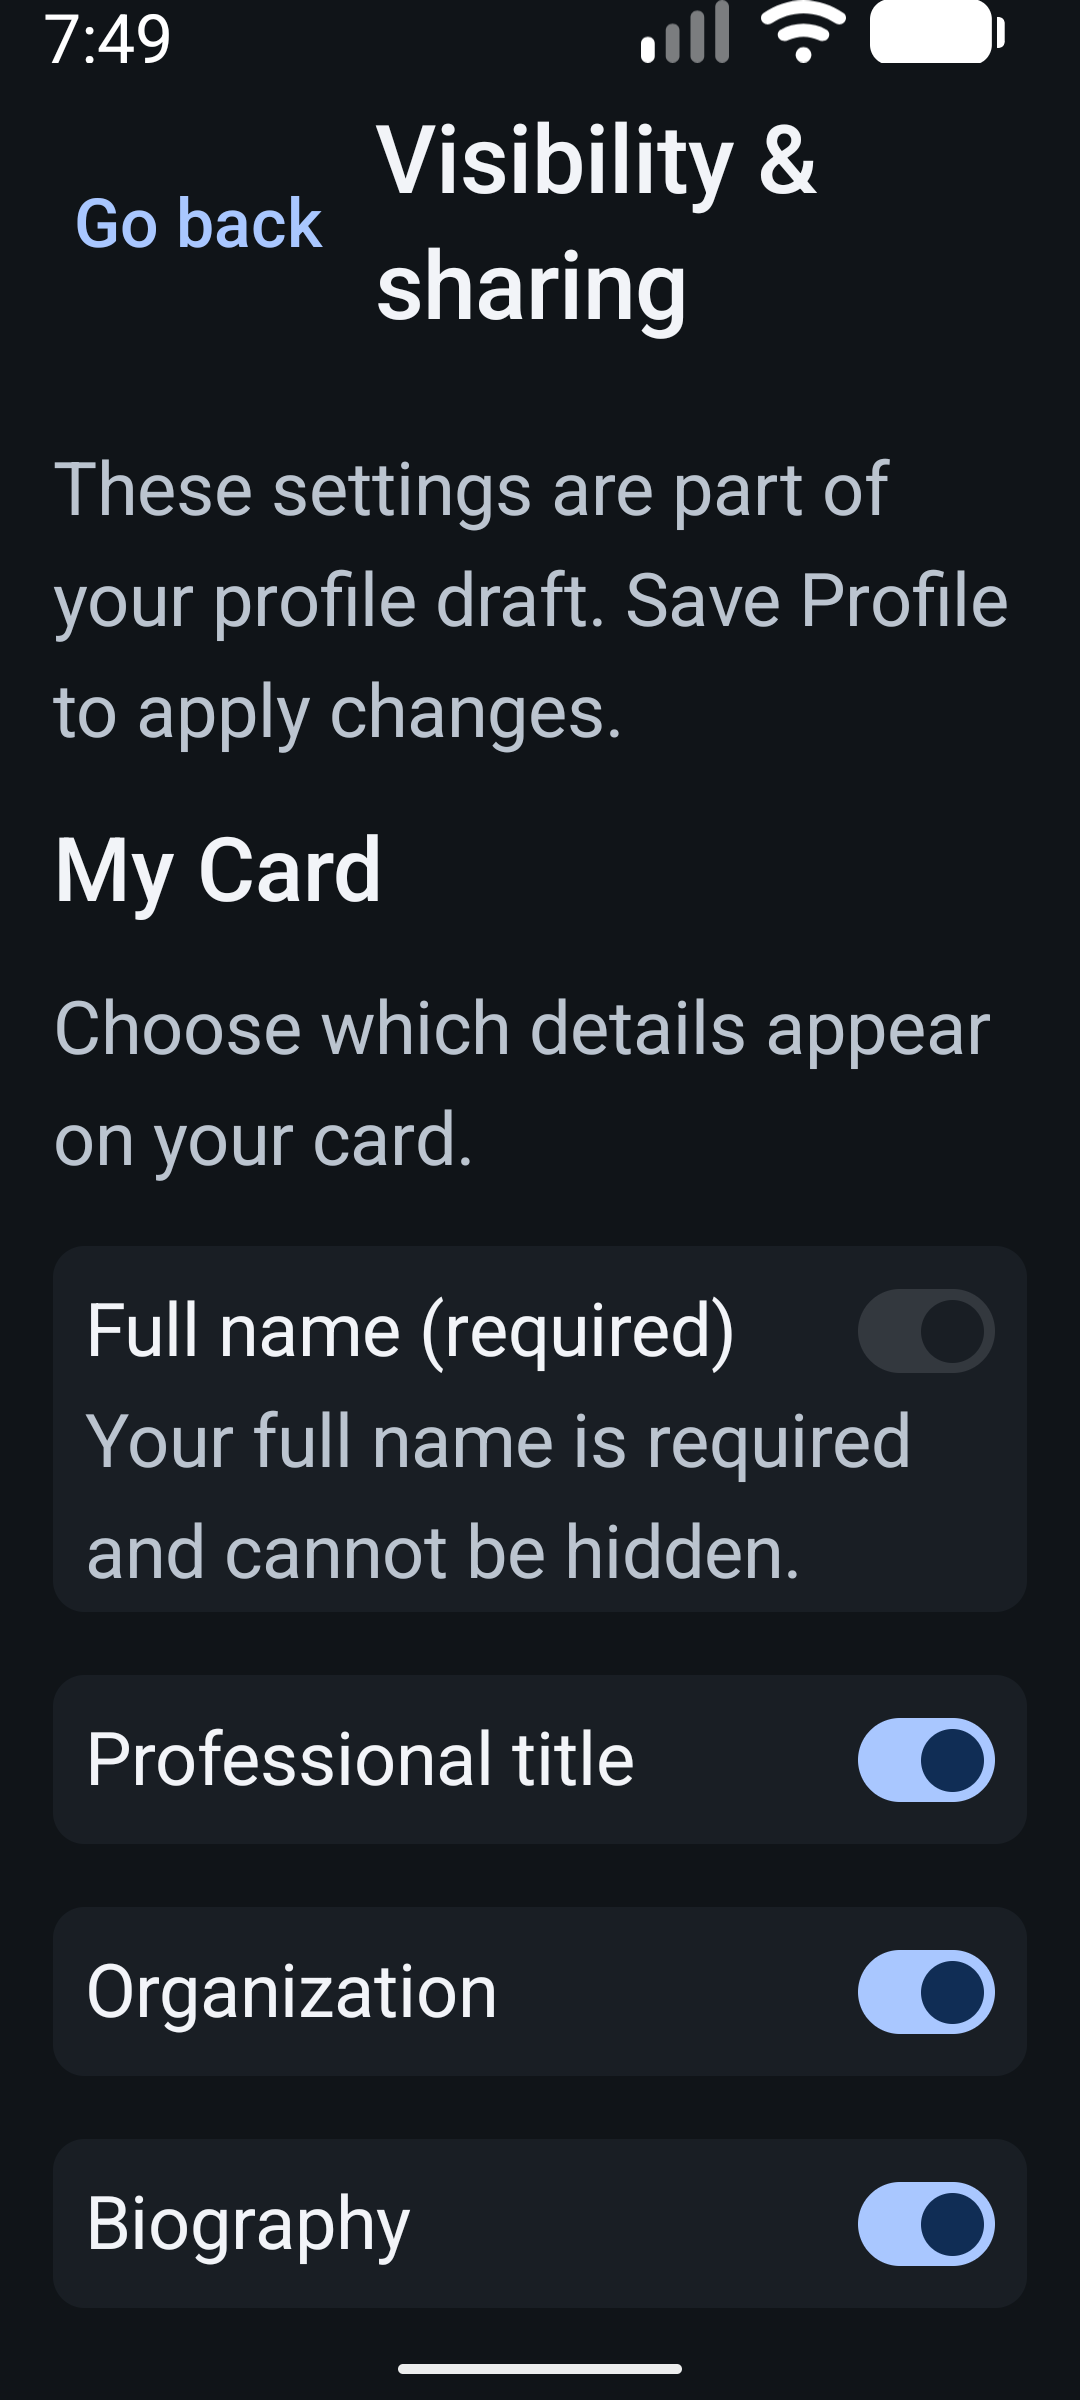 7:49
Go back
Visibility &
sharing
These settings are part of
your profile draft. Save Profile
to apply changes.
My Card
Choose which details appear
on your card.
Full name (required)
Your full name is required
and cannot be hidden.
Professional title
Organization
Biography